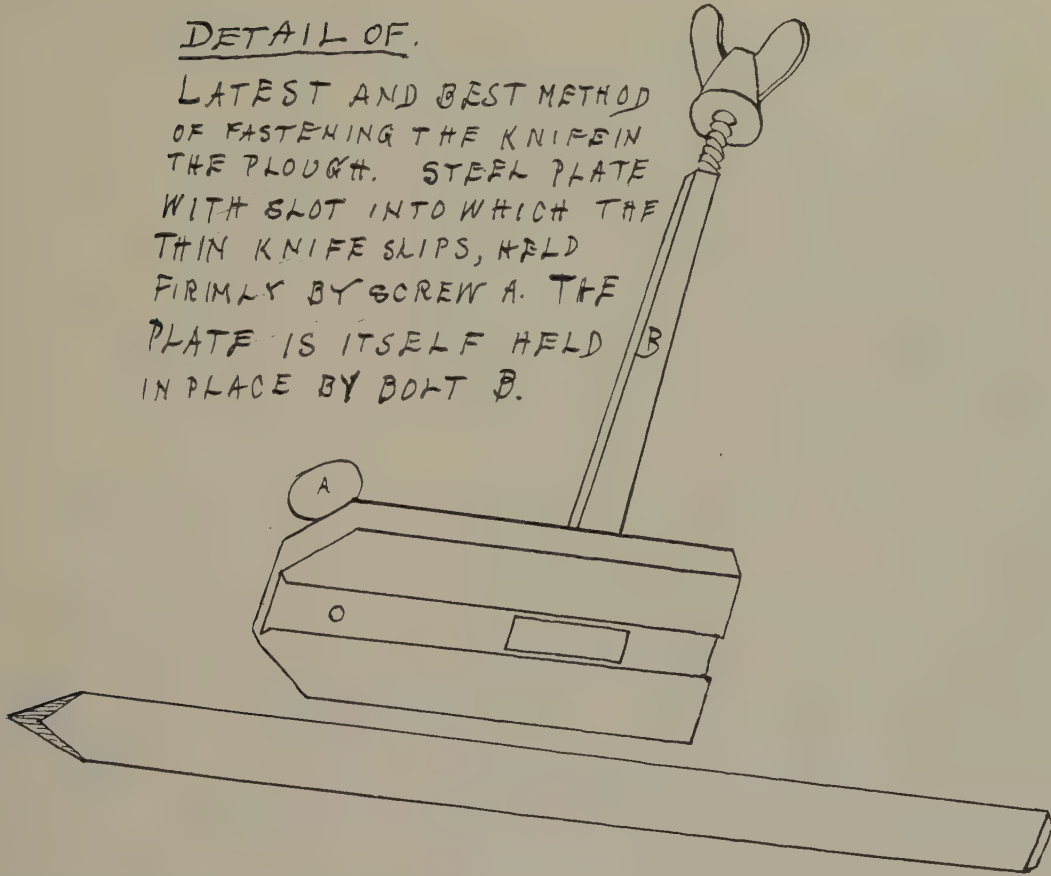 DETAIL OF.
LATEST AND BEST METHOD
OF FASTENING THE KNIFE IN
THE PLOUGH. STEEL PLATE
WITH SLOT INTO WHICH THE
THIN KNIFE SLIPS, HELD
FIRIMLY BY SCREW A. THE
PLATE IS ITSELF HELD
IN PLACE BY BOLT B.
B
A